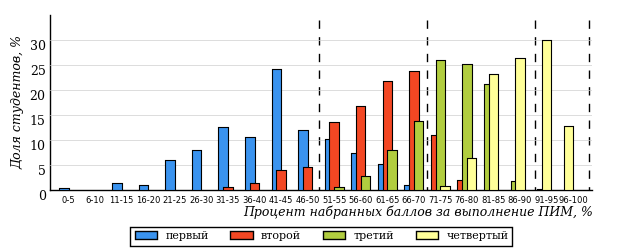 Доля студентов, %
30
25
20
15
10
5
0
0-5 6-10 11-15 16-20 21-25 26-30 31-35 36-40 41-45 46-50 51-55 56-60 61-65 66-70 71-75 76-80 81-85 86-90 91-95 96-100
Процент набранных баллов за выполнение ПИМ, %
первый второй третий четвертый